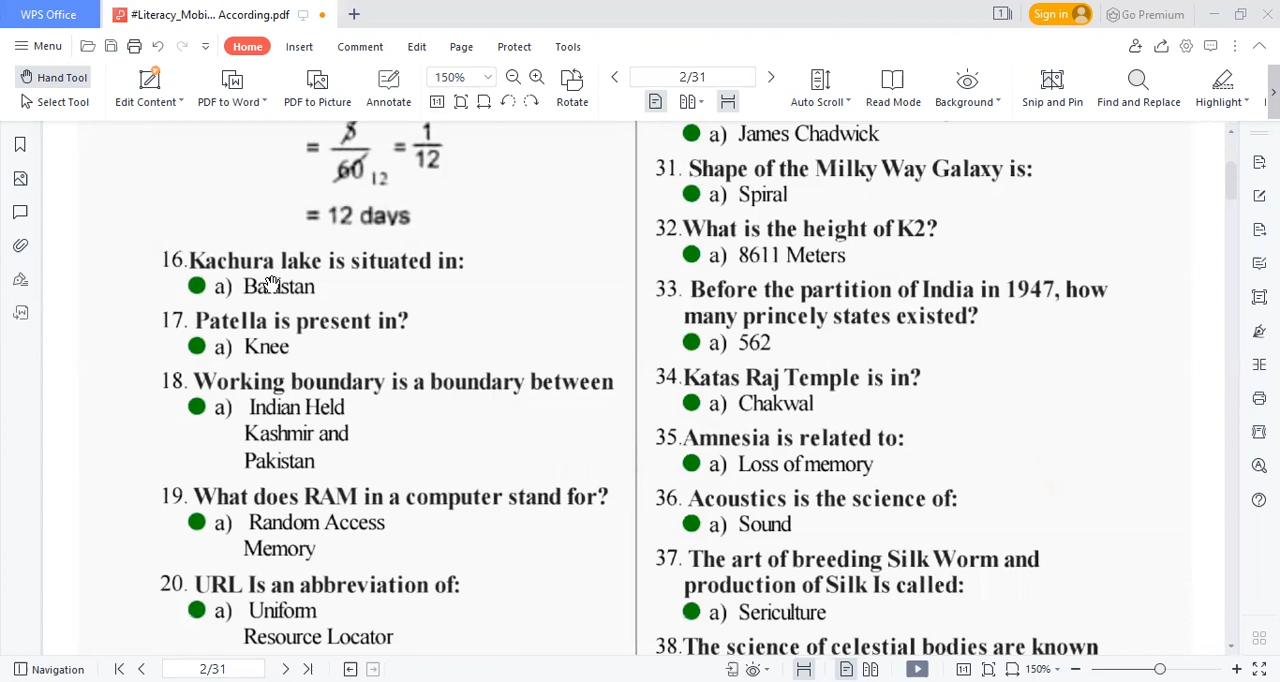 WPS Office
#Literacy_Mobi... According.pdf
Sign in
Go Premium
Menu
Home
Insert
Comment
Edit
Page
Protect
Tools
Hand Tool
Select Tool
Edit Content
PDF to Word
PDF to Picture
Annotate
150%
Rotate
2/31
Auto Scroll
Read Mode
Background
Snip and Pin
Find and Replace
Highlight
= 5/60 12 = 1/12
= 12 days
16.Kachura lake is situated in:
a) Baltistan
17. Patella is present in?
a) Knee
18. Working boundary is a boundary between
a) Indian Held
Kashmir and
Pakistan
19. What does RAM in a computer stand for?
a) Random Access
Memory
20. URL Is an abbreviation of:
a) Uniform
Resource Locator
a) James Chadwick
31. Shape of the Milky Way Galaxy is:
a) Spiral
32.What is the height of K2?
a) 8611 Meters
33. Before the partition of India in 1947, how
many princely states existed?
a) 562
34.Katas Raj Temple is in?
a) Chakwal
35.Amnesia is related to:
a) Loss of memory
36. Acoustics is the science of:
a) Sound
37. The art of breeding Silk Worm and
production of Silk Is called:
a) Sericulture
38.The science of celestial bodies are known
Navigation
2/31
150%